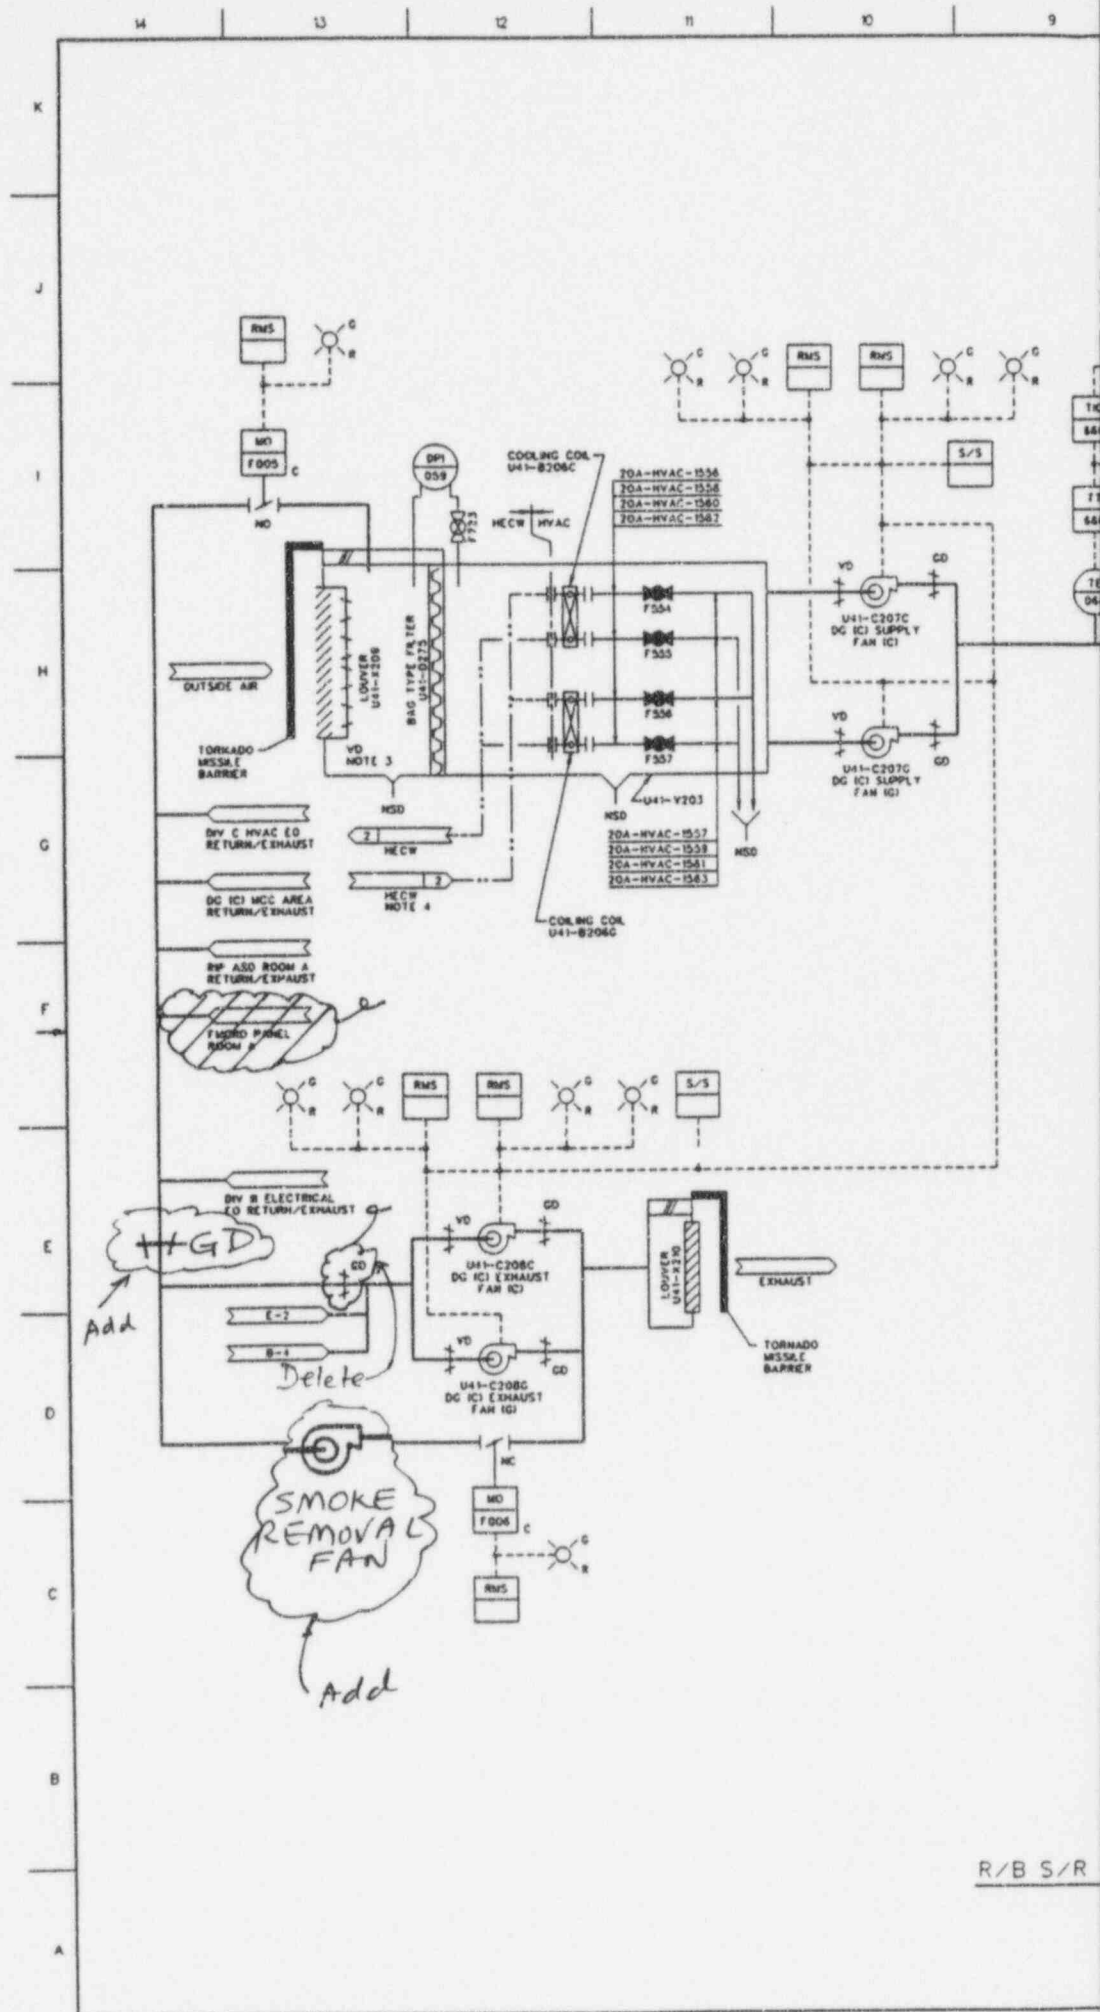 14 13 12 11 10 9
K
J
I
H
G
F
E
D
C
B
A
RMS
G
R
MO
F005
C
NO
DPI
059
F723
COOLING COIL
U41-B206C
HECW HVAC
20A-HVAC-1556
20A-HVAC-1558
20A-HVAC-1560
20A-HVAC-1562
G
R
G
R
RMS
RMS
G
R
G
R
S/S
OUTSIDE AIR
TORNADO
MISSILE
BARRIER
LOUVER
U41-X209
VD
NOTE 3
BAG TYPE FILTER
U41-D275
F554
F555
F556
F557
VD
GD
U41-C207C
DG (C) SUPPLY
FAN (C)
VD
GD
U41-C207G
DG (C) SUPPLY
FAN (G)
NSD
NSD
U41-V203
NSD
DIV C HVAC EQ
RETURN/EXHAUST
2
HECW
20A-HVAC-1557
20A-HVAC-1559
20A-HVAC-1561
20A-HVAC-1563
DG (C) MCC AREA
RETURN/EXHAUST
2
HECW
NOTE 4
COILING COIL
U41-B206G
RIP ASD ROOM A
RETURN/EXHAUST
FMCRD PANEL
ROOM A
G
R
G
R
RMS
RMS
G
R
G
R
S/S
DIV III ELECTRICAL
EQ RETURN/EXHAUST
GD
Add
GD
VD
GD
U41-C208C
DG (C) EXHAUST
FAN (C)
LOUVER
U41-X210
EXHAUST
E-2
B-4
Delete
VD
GD
U41-C208G
DG (C) EXHAUST
FAN (G)
TORNADO
MISSILE
BARRIER
NC
MO
F006
C
G
R
RMS
SMOKE
REMOVAL
FAN
Add
R/B S/R